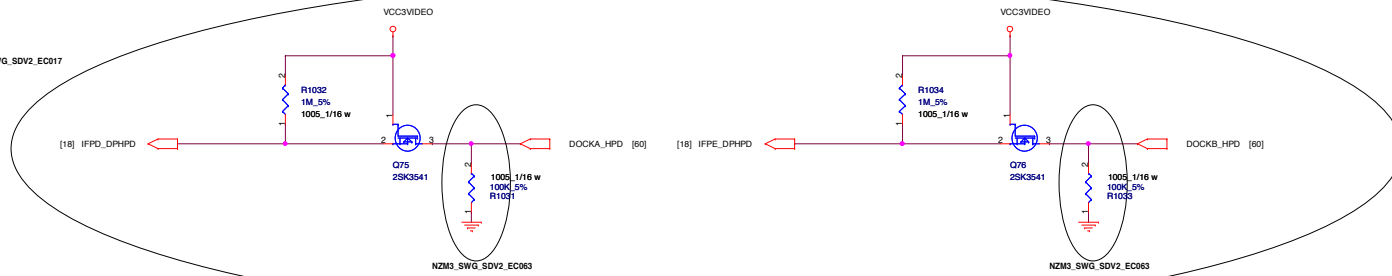 VCC3VIDEO
VCC3VIDEO
G_SDV2_EC017
2
R1032
1M_5%
1005_1/16 w
1
1
2
R1034
1M_5%
1005_1/16 w
1
1
[18] IFPD_DPHPD
2
3
DOCKA_HPD [60]
[18] IFPE_DPHPD
2
3
DOCKB_HPD [60]
Q75
2SK3541
2
1005_1/16 w
100K_5%
R1031
1
Q76
2SK3541
2
1005_1/16 w
100K_5%
R1033
1
NZM3_SWG_SDV2_EC063
NZM3_SWG_SDV2_EC063